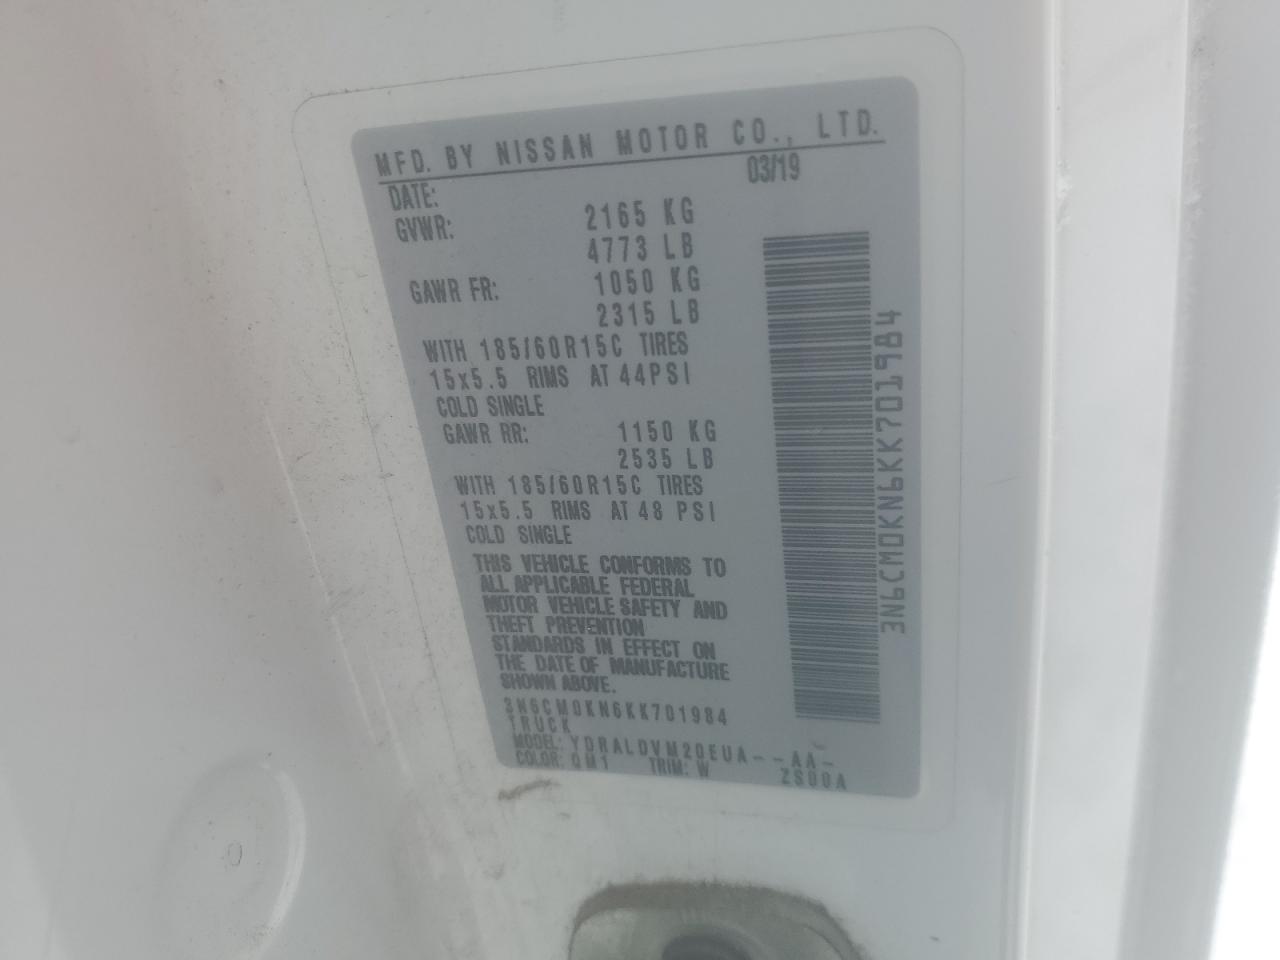 MFD. BY NISSAN MOTOR CO., LTD.
DATE: 03/19
GVWR: 2165 KG
4773 LB
GAWR FR: 1050 KG
2315 LB
WITH 185/60R15C TIRES
15x5.5 RIMS AT 44PSI
COLD SINGLE
GAWR RR: 1150 KG
2535 LB
WITH 185/60R15C TIRES
15x5.5 RIMS AT 48 PSI
COLD SINGLE
THIS VEHICLE CONFORMS TO
ALL APPLICABLE FEDERAL
MOTOR VEHICLE SAFETY AND
THEFT PREVENTION
STANDARDS IN EFFECT ON
THE DATE OF MANUFACTURE
SHOWN ABOVE.
3N6CM0KN6KK701984
TRUCK
MODEL: YDRALDVM20EUA--AA-
COLOR: QM1 TRIM: W ZS00A
3N6CM0KN6KK701984